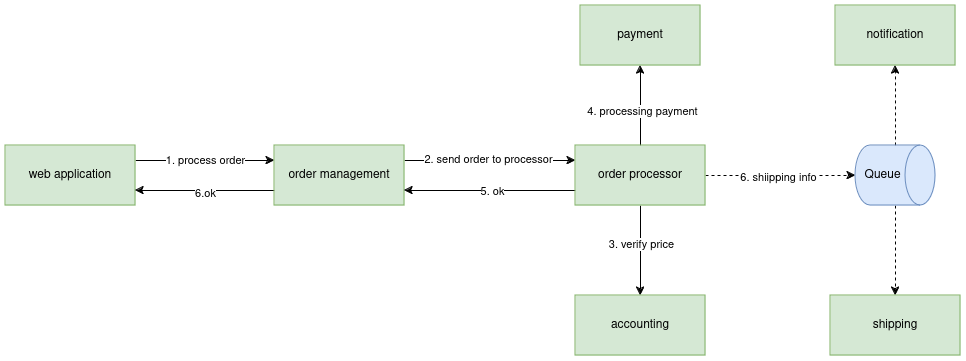 payment
notification
4. processing payment
web application
1. process order
order management
2. send order to processor
order processor
6. shiipping info
Queue
6.ok
5. ok
3. verify price
accounting
shipping